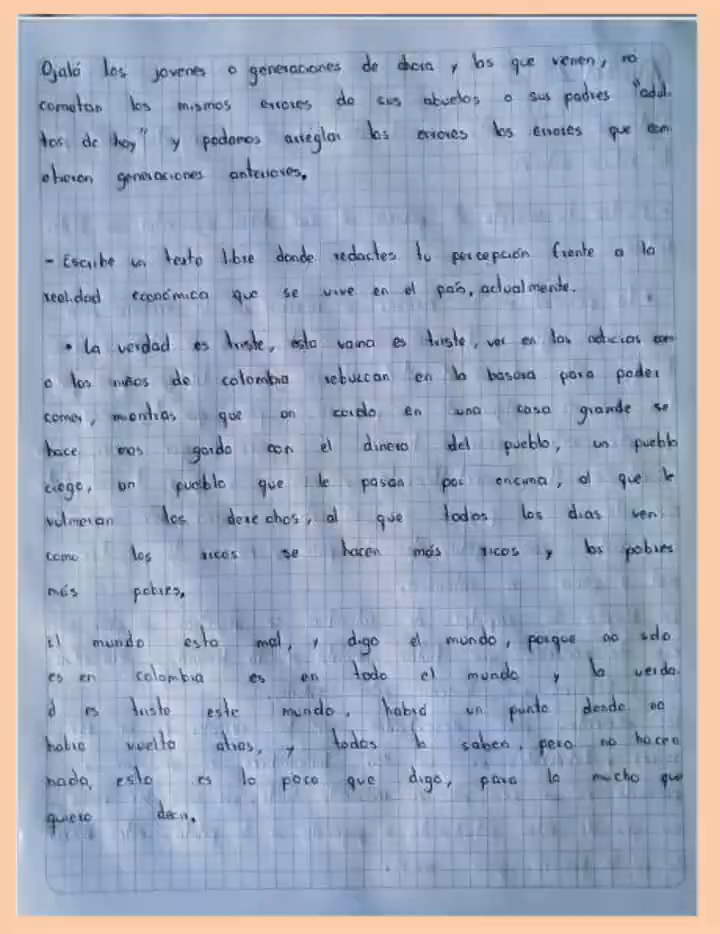 Ojalá los jovenes o generaciones de ahora y las que venen, no
cometan los mismos errores de sus abuelos o sus padres "adul
tos de hoy" y podamos arreglar los errores los errores que com
etieron generaciones anteriores.
- Escribe un texto libre donde redactes tu percepción frente a la
realidad económica que se vive en el país, actualmente.
• La verdad es triste, esta vaina es triste, ver en las noticias com
o los niños de colombia rebuscan en la basura para poder
comer, mientras que un cerdo en una casa grande se
hace mas gordo con el dinero del pueblo, un pueblo
ciego, un pueblo que le pasan por encima, al que le
vulneran los derechos, al que todos los dias ven
como los ricos se hacen más ricos y los pobres
más pobres.
El mundo esta mal, y digo el mundo, porque no solo
es en colombia es en todo el mundo y la verda
d es triste este mundo, habrá un punto donde no
habra vuelta atras, y todos lo saben, pero no hacen
nada, esto es lo poco que digo, para lo mucho que
quiero decir.